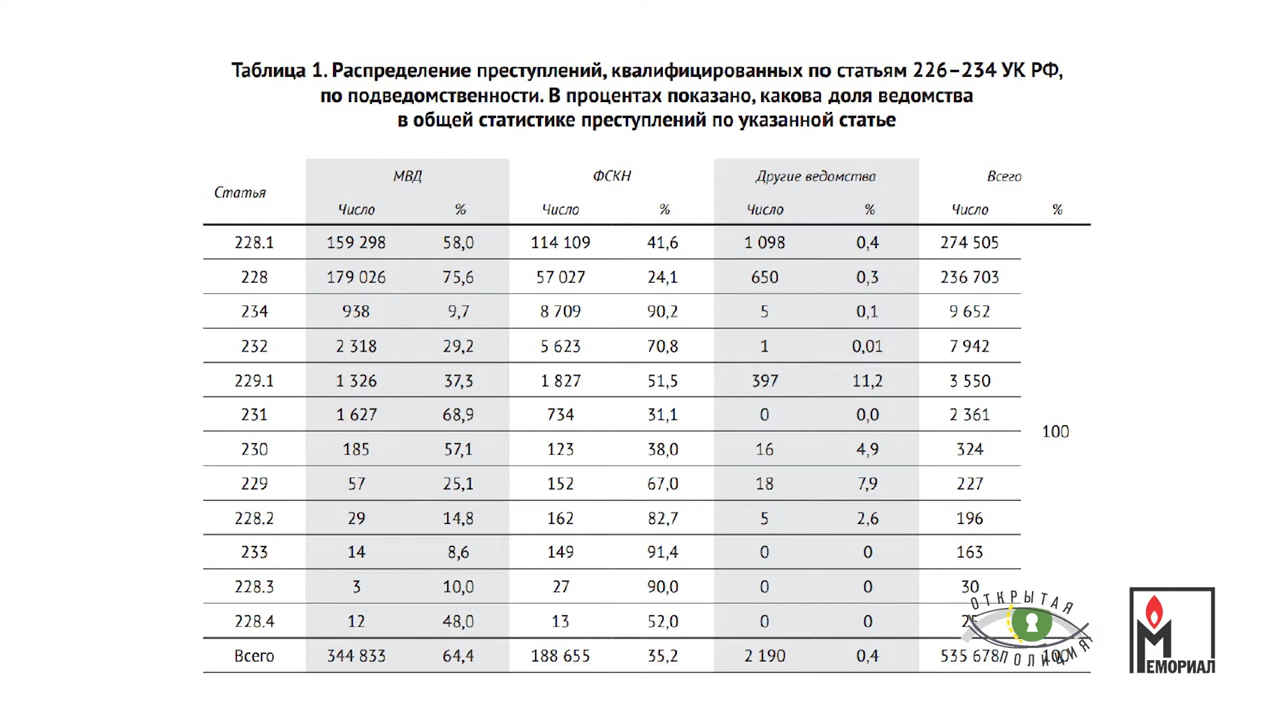 Таблица 1. Распределение преступлений, квалифицированных по статьям 226–234 УК РФ,
по подведомственности. В процентах показано, какова доля ведомства
в общей статистике преступлений по указанной статье
Статья МВД ФСКН Другие ведомства Всего
Число % Число % Число % Число %
228.1 159 298 58,0 114 109 41,6 1 098 0,4 274 505
228 179 026 75,6 57 027 24,1 650 0,3 236 703
234 938 9,7 8 709 90,2 5 0,1 9 652
232 2 318 29,2 5 623 70,8 1 0,01 7 942
229.1 1 326 37,3 1 827 51,5 397 11,2 3 550
231 1 627 68,9 734 31,1 0 0,0 2 361
100
230 185 57,1 123 38,0 16 4,9 324
229 57 25,1 152 67,0 18 7,9 227
228.2 29 14,8 162 82,7 5 2,6 196
233 14 8,6 149 91,4 0 0 163
228.3 3 10,0 27 90,0 0 0 30
228.4 12 48,0 13 52,0 0 0
Всего 344 833 64,4 188 655 35,2 2 190 0,4 535 678
ОТКРЫТАЯ
ПОЛИЦИЯ
МЕМОРИАЛ